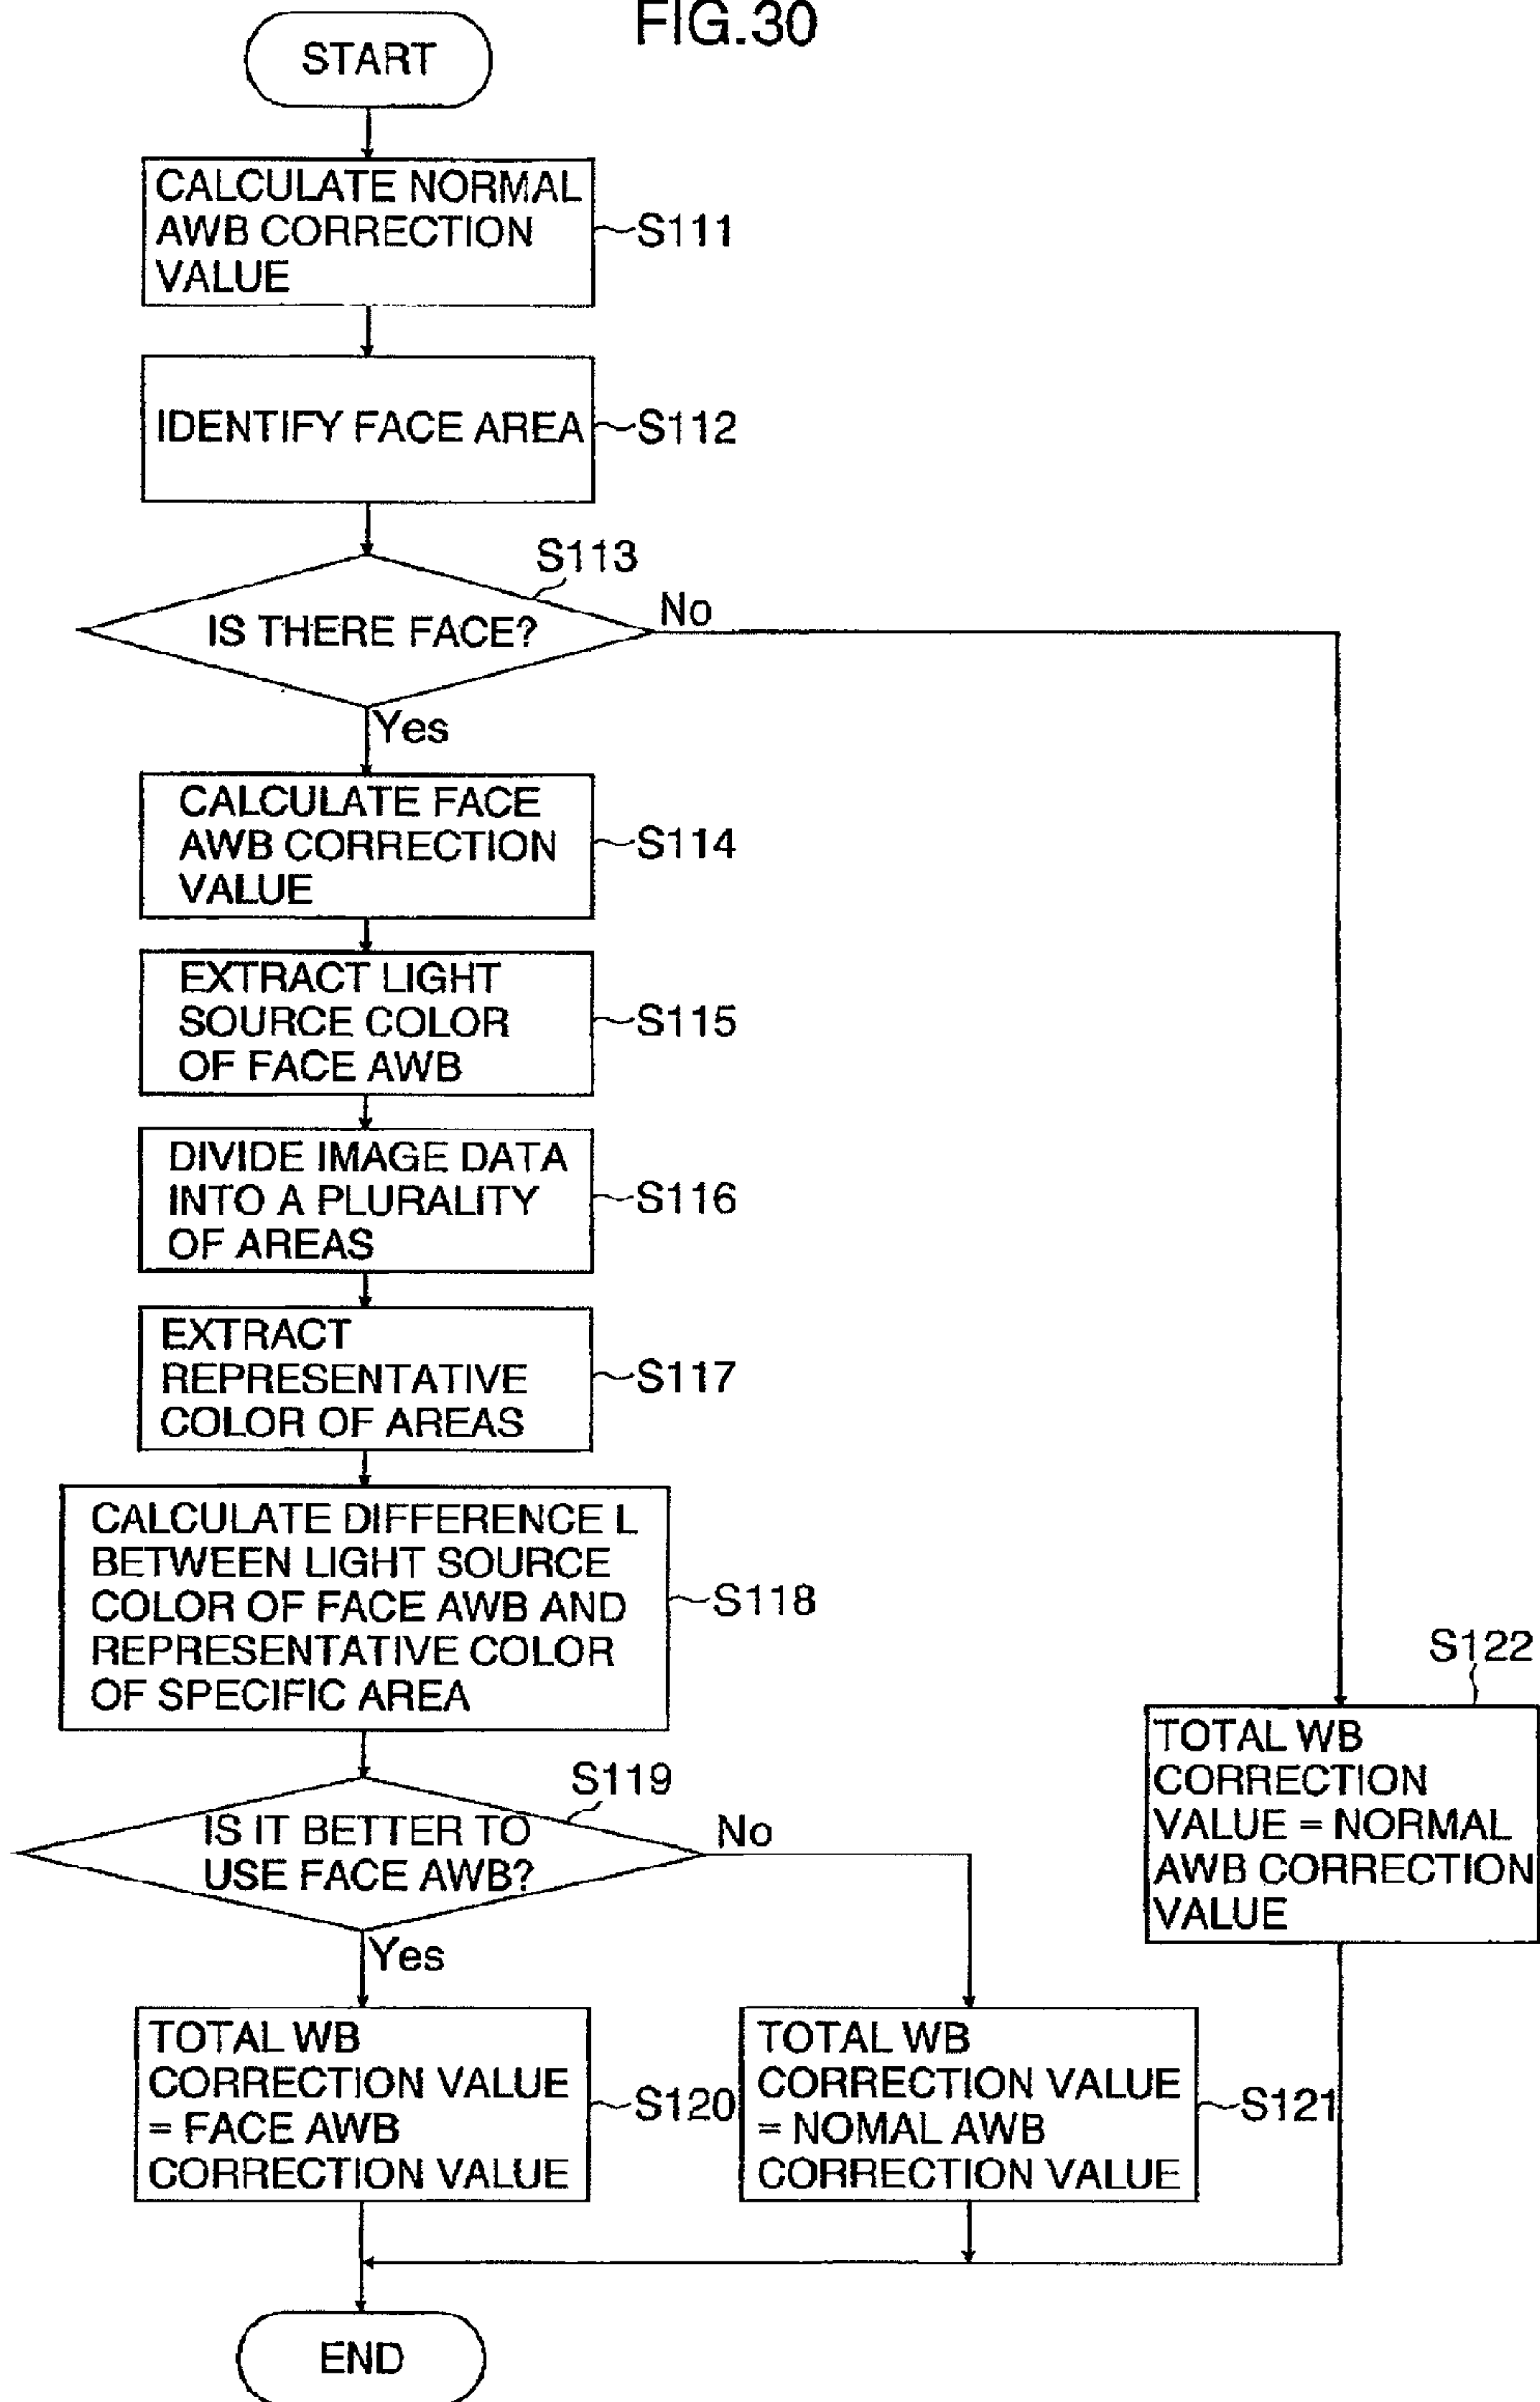 FIG.30
START
CALCULATE NORMAL
AWB CORRECTION
VALUE
S111
IDENTIFY FACE AREA
S112
S113
IS THERE FACE?
No
Yes
CALCULATE FACE
AWB CORRECTION
VALUE
S114
EXTRACT LIGHT
SOURCE COLOR
OF FACE AWB
S115
DIVIDE IMAGE DATA
INTO A PLURALITY
OF AREAS
S116
EXTRACT
REPRESENTATIVE
COLOR OF AREAS
S117
CALCULATE DIFFERENCE L
BETWEEN LIGHT SOURCE
COLOR OF FACE AWB AND
REPRESENTATIVE COLOR
OF SPECIFIC AREA
S118
S119
IS IT BETTER TO
USE FACE AWB?
No
Yes
S122
TOTAL WB
CORRECTION
VALUE = NORMAL
AWB CORRECTION
VALUE
TOTAL WB
CORRECTION VALUE
= FACE AWB
CORRECTION VALUE
S120
TOTAL WB
CORRECTION VALUE
= NOMAL AWB
CORRECTION VALUE
S121
END